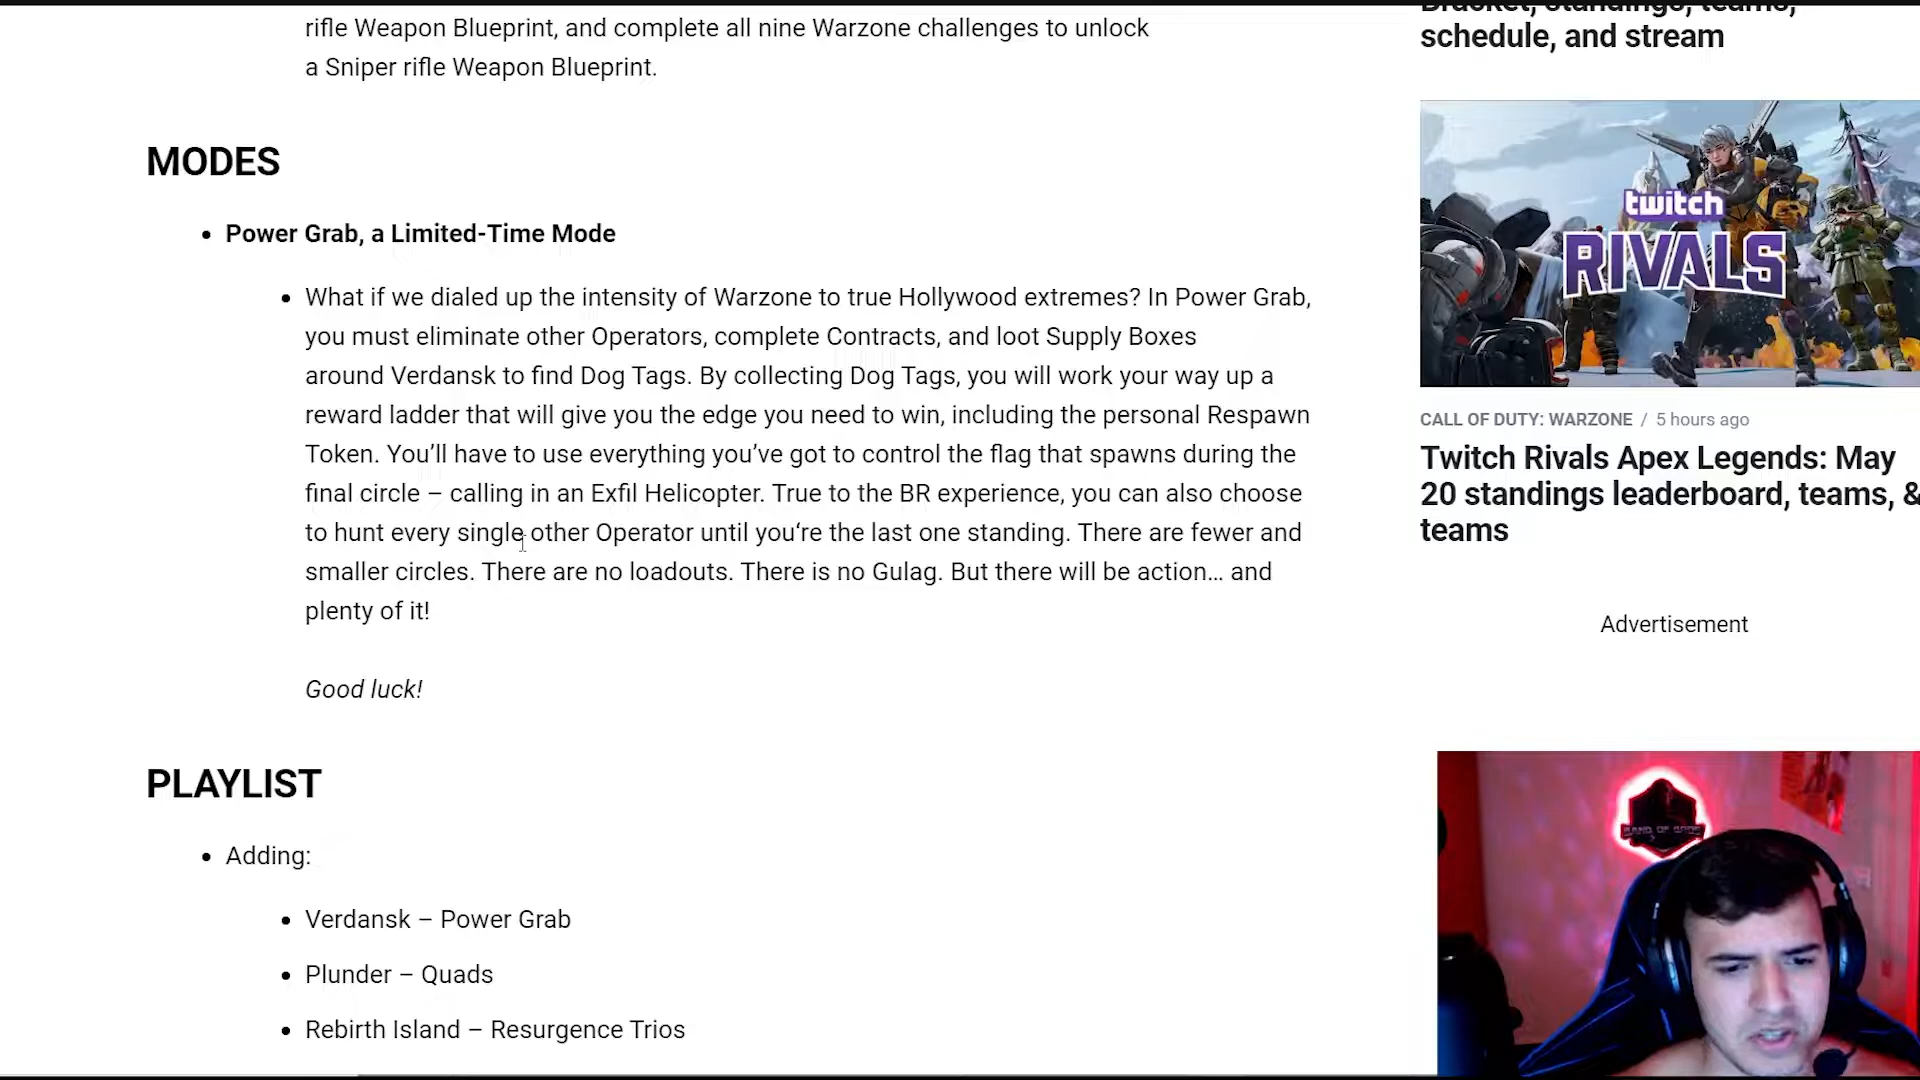 rifle Weapon Blueprint, and complete all nine Warzone challenges to unlock
a Sniper rifle Weapon Blueprint.
MODES
• Power Grab, a Limited-Time Mode
• What if we dialed up the intensity of Warzone to true Hollywood extremes? In Power Grab,
you must eliminate other Operators, complete Contracts, and loot Supply Boxes
around Verdansk to find Dog Tags. By collecting Dog Tags, you will work your way up a
reward ladder that will give you the edge you need to win, including the personal Respawn
Token. You’ll have to use everything you’ve got to control the flag that spawns during the
final circle – calling in an Exfil Helicopter. True to the BR experience, you can also choose
to hunt every single other Operator until you‘re the last one standing. There are fewer and
smaller circles. There are no loadouts. There is no Gulag. But there will be action… and
plenty of it!
Good luck!
PLAYLIST
• Adding:
• Verdansk – Power Grab
• Plunder – Quads
• Rebirth Island – Resurgence Trios
Bracket, standings, teams,
schedule, and stream
twitch
RIVALS
CALL OF DUTY: WARZONE / 5 hours ago
Twitch Rivals Apex Legends: May
20 standings leaderboard, teams, &
teams
Advertisement
BAND OF GODS